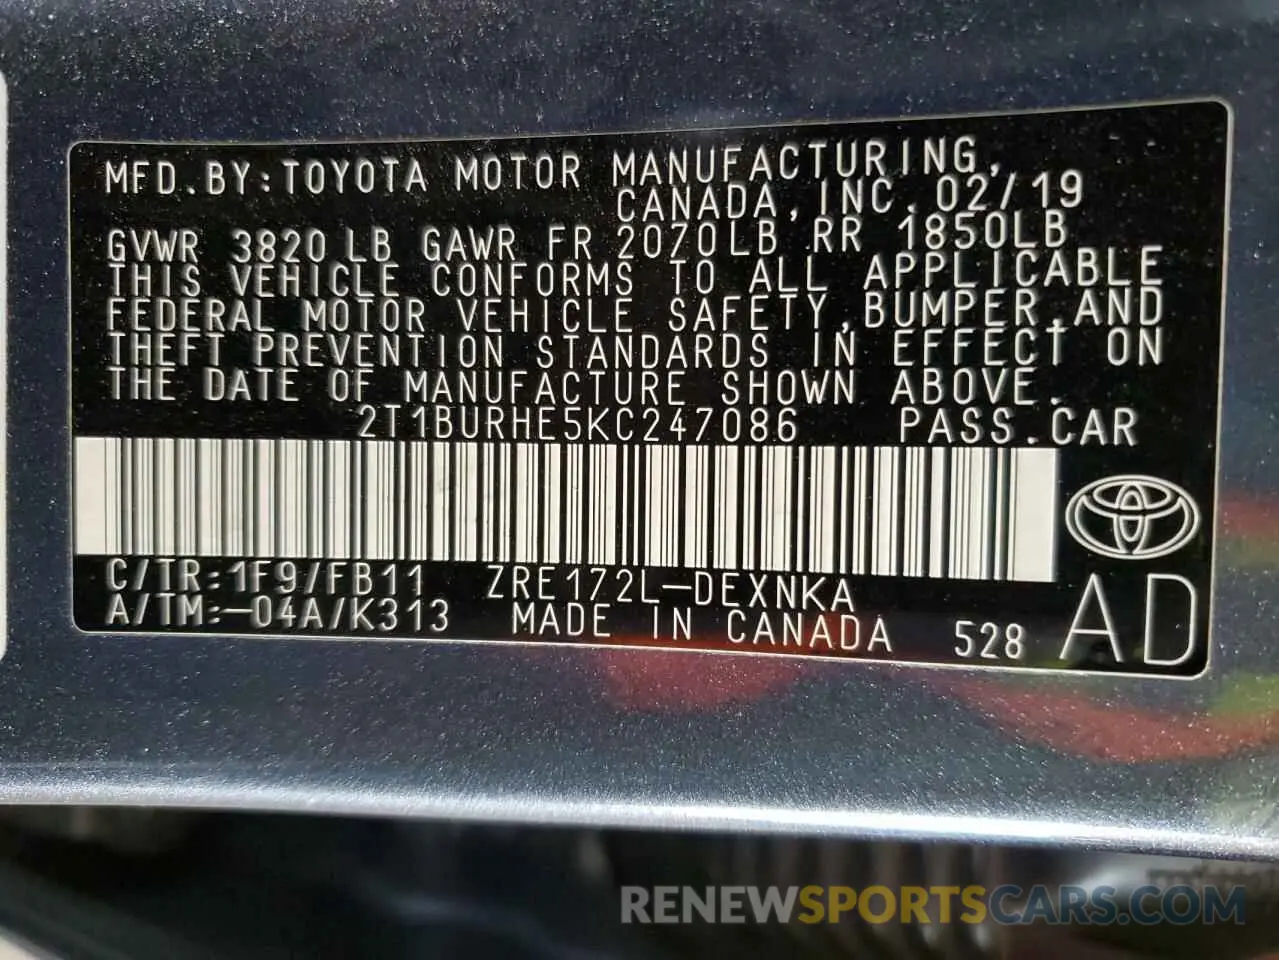 MFD.BY:TOYOTA MOTOR MANUFACTURING,
CANADA,INC.02/19
GVWR 3820LB GAWR FR 2070LB RR 1850LB
THIS VEHICLE CONFORMS TO ALL APPLICABLE
FEDERAL MOTOR VEHICLE SAFETY,BUMPER,AND
THEFT PREVENTION STANDARDS IN EFFECT ON
THE DATE OF MANUFACTURE SHOWN ABOVE.
2T1BURHE5KC247086 PASS.CAR
C/TR:1F9/FB11 ZRE172L-DEXNKA
A/TM:-04A/K313 MADE IN CANADA 528 AD
RENEWSPORTSCARS.COM